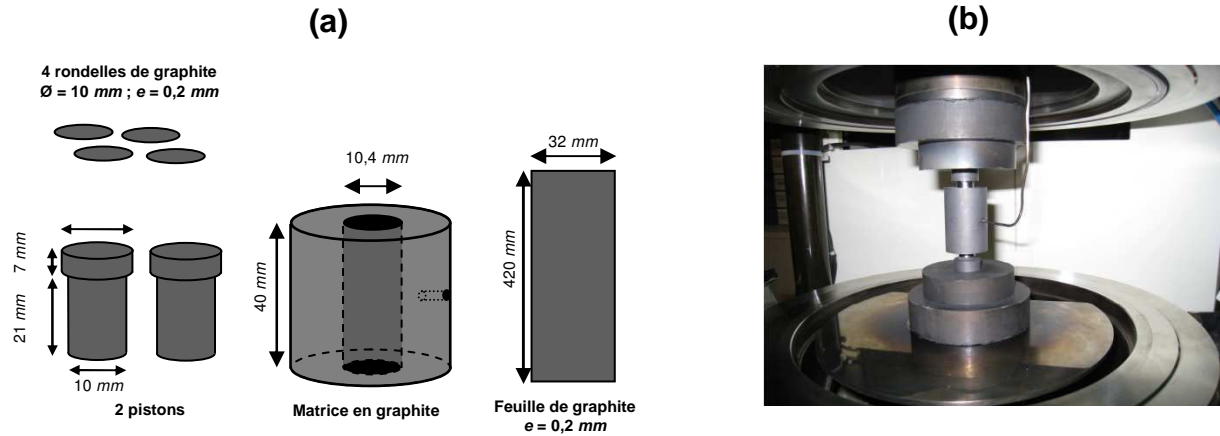 (a)
(b)
4 rondelles de graphite
Ø = 10 mm ; e = 0,2 mm
10,4 mm
32 mm
7 mm
21 mm
40 mm
420 mm
10 mm
2 pistons
Matrice en graphite
Feuille de graphite
e = 0,2 mm